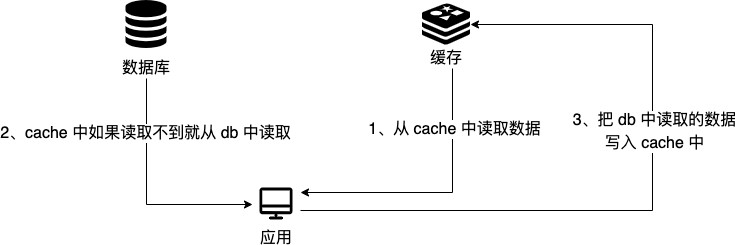 数据库
缓存
2、cache 中如果读取不到就从 db 中读取
1、从 cache 中读取数据
3、把 db 中读取的数据
写入 cache 中
应用